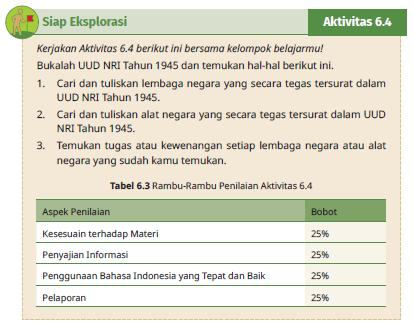 Siap Eksplorasi
Aktivitas 6.4
Kerjakan Aktivitas 6.4 berikut ini bersama kelompok belajarmu!
Bukalah UUD NRI Tahun 1945 dan temukan hal-hal berikut ini.
1. Cari dan tuliskan lembaga negara yang secara tegas tersurat dalam
UUD NRI Tahun 1945.
2. Cari dan tuliskan alat negara yang secara tegas tersurat dalam UUD
NRI Tahun 1945.
3. Temukan tugas atau kewenangan setiap lembaga negara atau alat
negara yang sudah kamu temukan.
Tabel 6.3 Rambu-Rambu Penilaian Aktivitas 6.4
Aspek Penilaian Bobot
Kesesuain terhadap Materi 25%
Penyajian Informasi 25%
Penggunaan Bahasa Indonesia yang Tepat dan Baik 25%
Pelaporan 25%